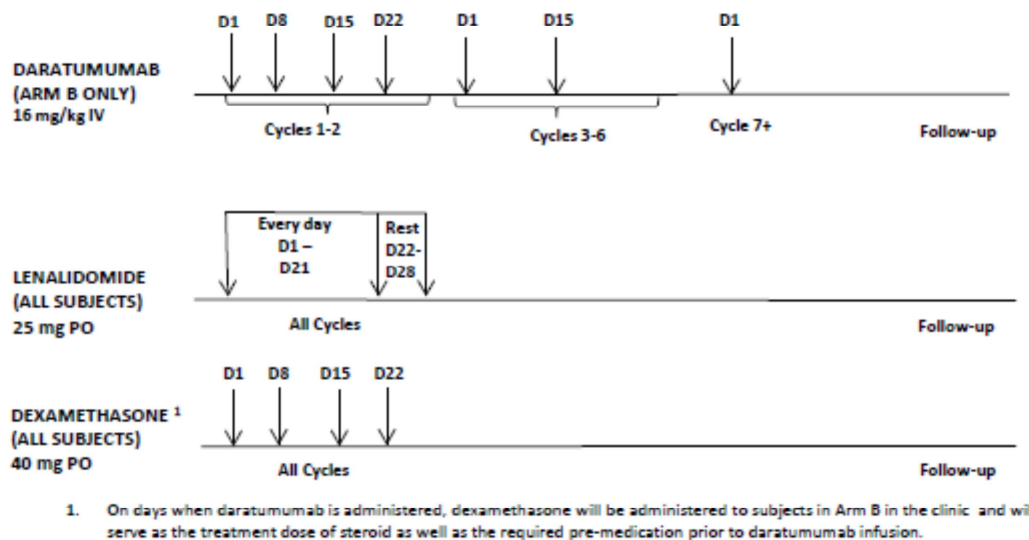 D1 D8 D15 D22 D1 D15 D1
DARATUMUMAB
(ARM B ONLY)
16 mg/kg IV
Cycles 1-2 Cycles 3-6 Cycle 7+ Follow-up
Every day Rest
D1 – D22-
D21 D28
LENALIDOMIDE
(ALL SUBJECTS)
25 mg PO
All Cycles Follow-up
D1 D8 D15 D22
DEXAMETHASONE ¹
(ALL SUBJECTS)
40 mg PO
All Cycles Follow-up
1. On days when daratumumab is administered, dexamethasone will be administered to subjects in Arm B in the clinic and wi
serve as the treatment dose of steroid as well as the required pre-medication prior to daratumumab infusion.